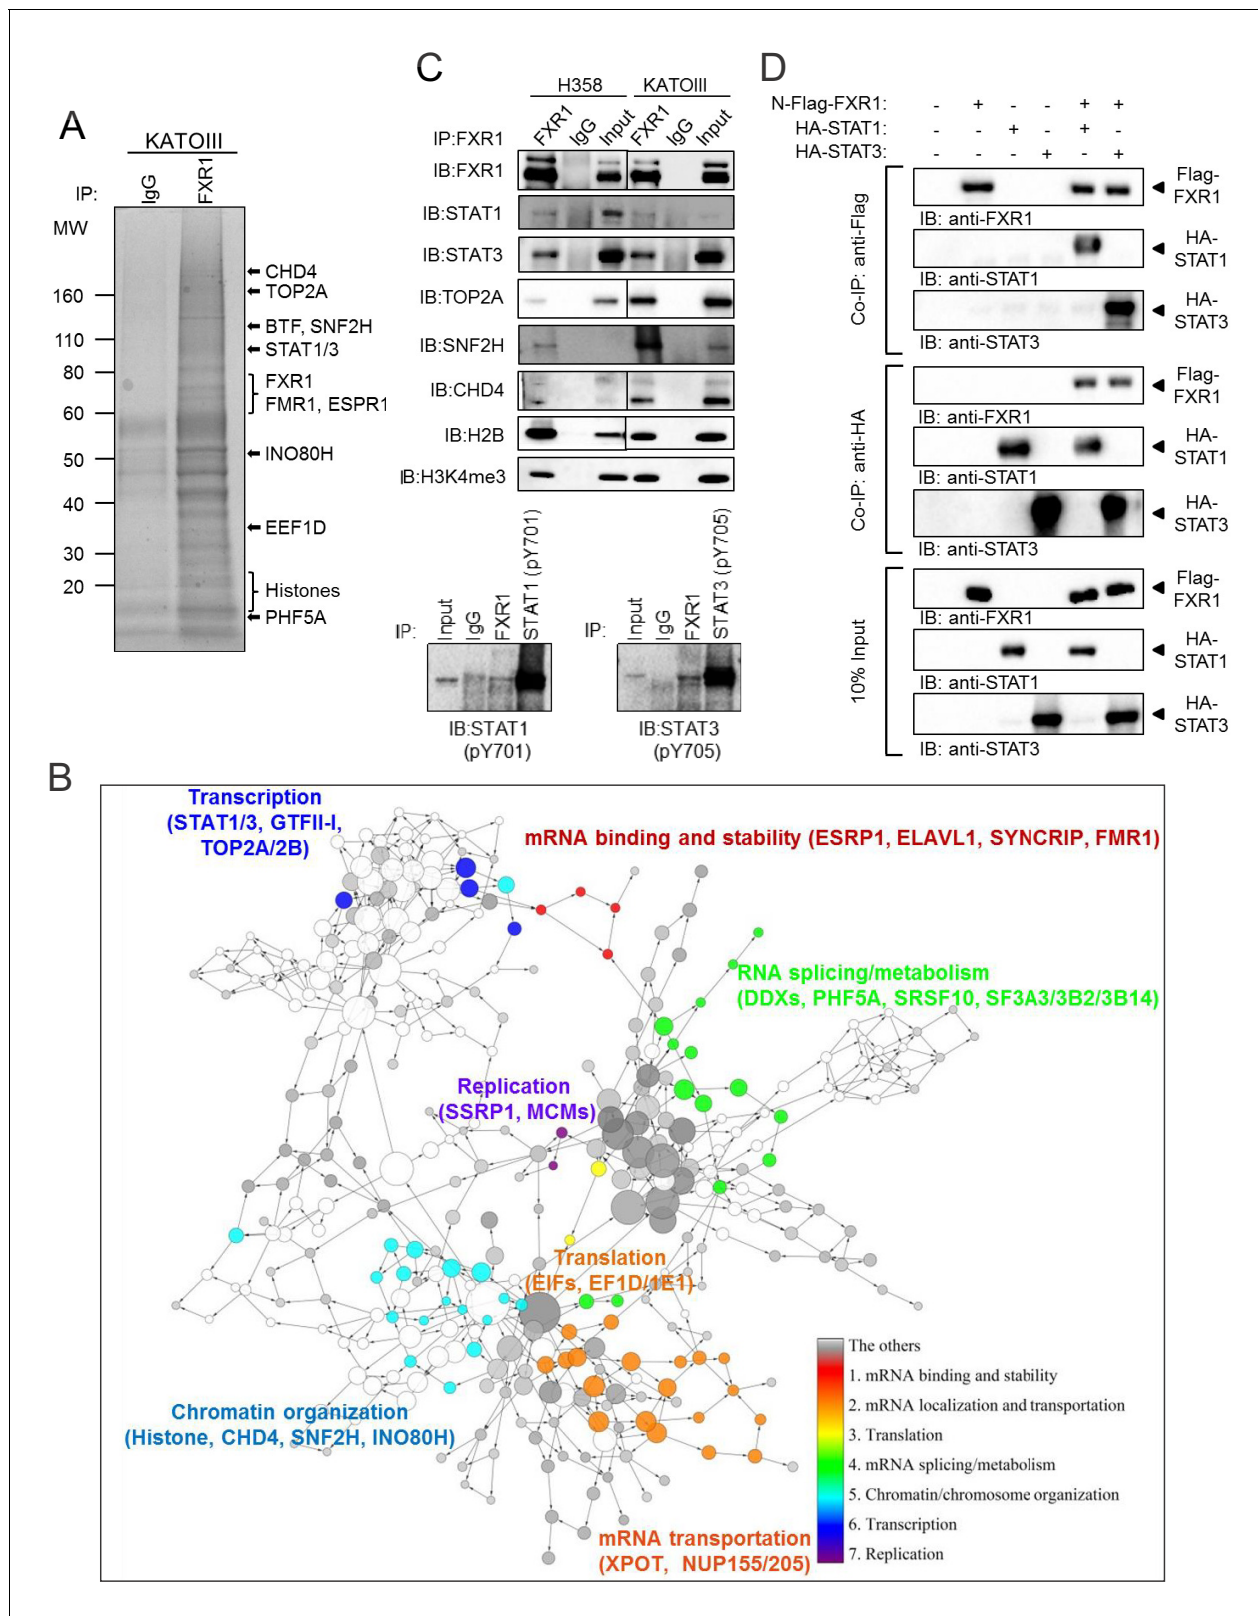 A
KATOIII
IP:
IgG
FXR1
MW
160
110
80
60
50
40
30
20
CHD4
TOP2A
BTF, SNF2H
STAT1/3
FXR1
FMR1, ESPR1
INO80H
EEF1D
Histones
PHF5A
C
H358 KATOIII
IP:FXR1 FXR1 IgG Input FXR1 IgG Input
IB:FXR1
IB:STAT1
IB:STAT3
IB:TOP2A
IB:SNF2H
IB:CHD4
IB:H2B
IB:H3K4me3
IP: Input IgG FXR1 STAT1 (pY701)
IB:STAT1
(pY701)
IP: Input IgG FXR1 STAT3 (pY705)
IB:STAT3
(pY705)
D
N-Flag-FXR1: - + - - + +
HA-STAT1: - - + - + -
HA-STAT3: - - - + - +
Co-IP: anti-Flag
Flag-
FXR1
IB: anti-FXR1
HA-
STAT1
IB: anti-STAT1
HA-
STAT3
IB: anti-STAT3
Co-IP: anti-HA
Flag-
FXR1
IB: anti-FXR1
HA-
STAT1
IB: anti-STAT1
HA-
STAT3
IB: anti-STAT3
10% Input
Flag-
FXR1
IB: anti-FXR1
HA-
STAT1
IB: anti-STAT1
HA-
STAT3
IB: anti-STAT3
B
Transcription
(STAT1/3, GTFII-I,
TOP2A/2B)
mRNA binding and stability (ESRP1, ELAVL1, SYNCRIP, FMR1)
RNA splicing/metabolism
(DDXs, PHF5A, SRSF10, SF3A3/3B2/3B14)
Replication
(SSRP1, MCMs)
Translation
(EIFs, EF1D/1E1)
Chromatin organization
(Histone, CHD4, SNF2H, INO80H)
mRNA transportation
(XPOT, NUP155/205)
The others
1. mRNA binding and stability
2. mRNA localization and transportation
3. Translation
4. mRNA splicing/metabolism
5. Chromatin/chromosome organization
6. Transcription
7. Replication